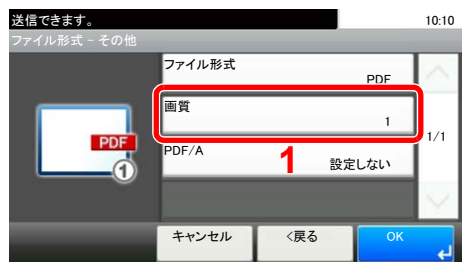 送信できます。 10:10
ファイル形式 - その他
ファイル形式
PDF
画質
1
1/1
PDF/A
1
設定しない
PDF
1
キャンセル <戻る OK